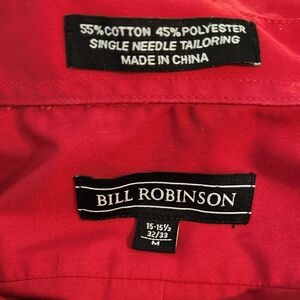 55% COTTON 45% POLYESTER
SINGLE NEEDLE TAILORING
MADE IN CHINA
BILL ROBINSON
15-15½
32/33
M